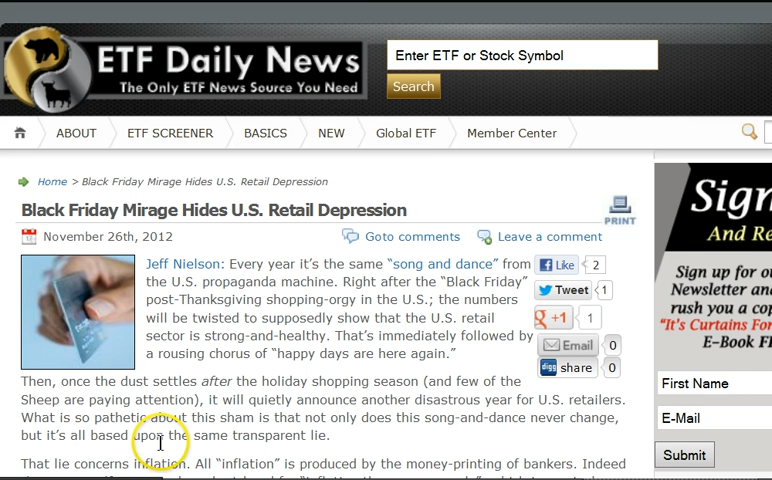 ETF Daily News
The Only ETF News Source You Need
Enter ETF or Stock Symbol
Search
ABOUT
ETF SCREENER
BASICS
NEW
Global ETF
Member Center
Home > Black Friday Mirage Hides U.S. Retail Depression
Black Friday Mirage Hides U.S. Retail Depression
PRINT
November 26th, 2012
Goto comments
Leave a comment
Jeff Nielson: Every year it's the same “song and dance” from
the U.S. propaganda machine. Right after the “Black Friday”
post-Thanksgiving shopping-orgy in the U.S.; the numbers
will be twisted to supposedly show that the U.S. retail
sector is strong-and-healthy. That's immediately followed by
a rousing chorus of “happy days are here again.”
Like 2
Tweet 1
+1 1
Email 0
digg share 0
Then, once the dust settles after the holiday shopping season (and few of the
Sheep are paying attention), it will quietly announce another disastrous year for U.S. retailers.
What is so pathetic about this sham is that not only does this song-and-dance never change,
but it's all based upon the same transparent lie.
That lie concerns inflation. All “inflation” is produced by the money-printing of bankers. Indeed
Sign
And Re
Sign up for ou
Newsletter and
rush you a cop
“It's Curtains For
E-Book F
First Name
E-Mail
Submit